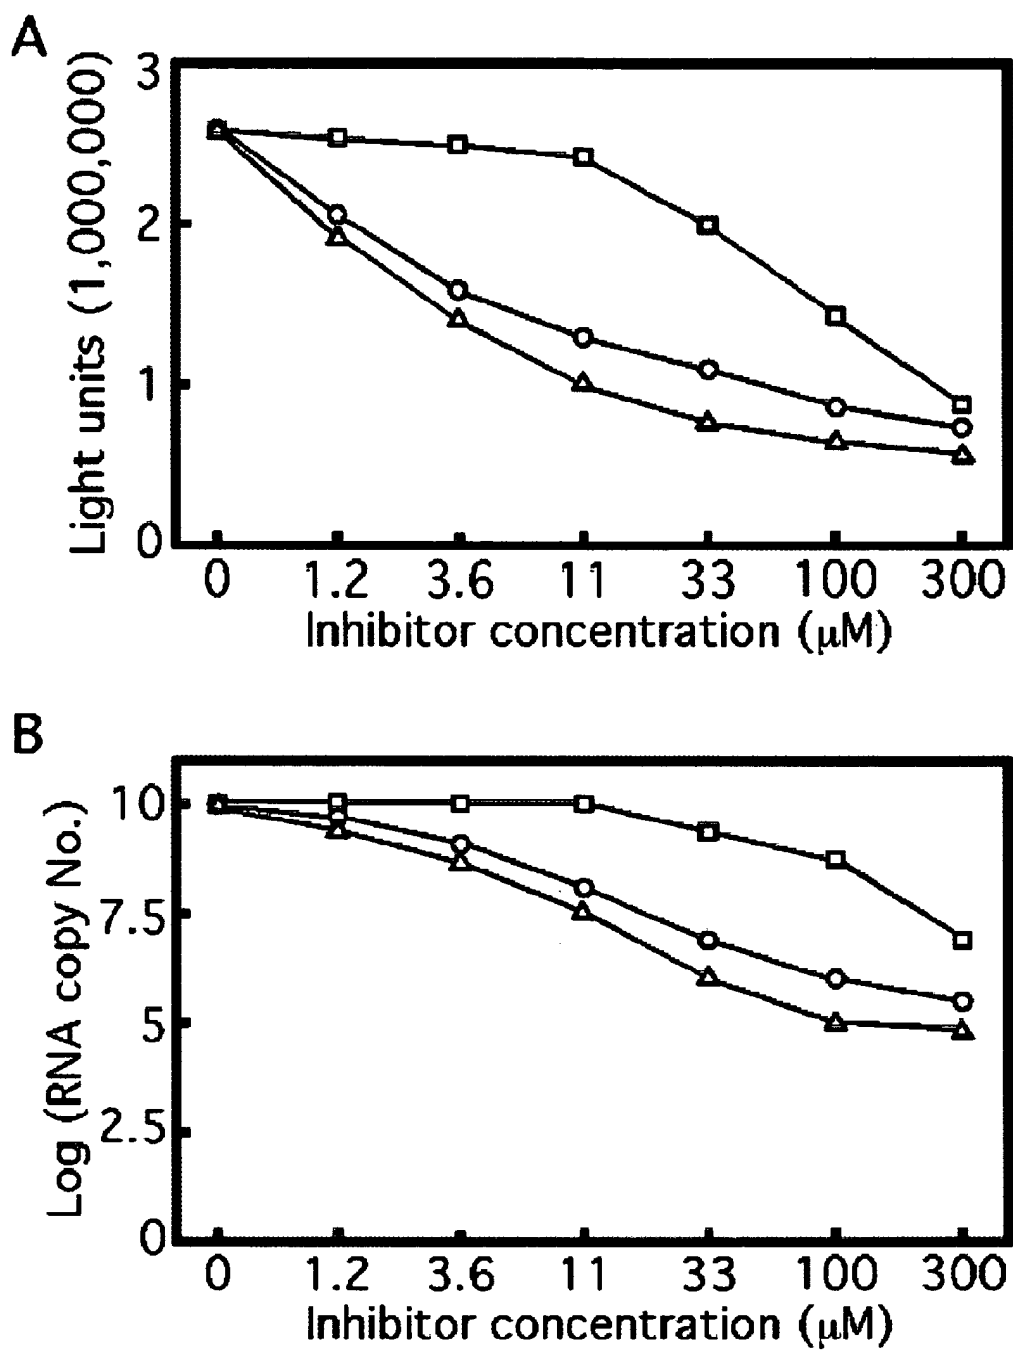 A
Light units (1,000,000)
3
2
1
0
0 1.2 3.6 11 33 100 300
Inhibitor concentration (μM)
B
Log (RNA copy No.)
10
7.5
5
2.5
0
0 1.2 3.6 11 33 100 300
Inhibitor concentration (μM)